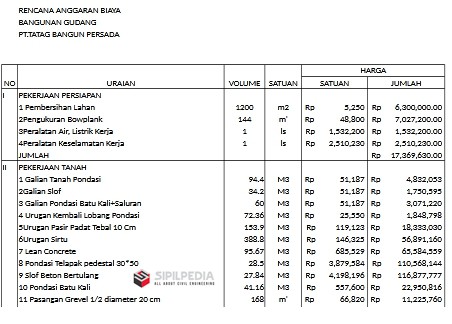 RENCANA ANGGARAN BIAYA
BANGUNAN GUDANG
PT.TATAG BANGUN PERSADA
HARGA
NO URAIAN VOLUME SATUAN SATUAN JUMLAH
I PEKERJAAN PERSIAPAN
1 Pembersihan Lahan 1200 m2 Rp 5,250 Rp 6,300,000.00
2Pengukuran Bowplank 144 m' Rp 48,800 Rp 7,027,200.00
3Peralatan Air, Listrik Kerja 1 ls Rp 1,532,200 Rp 1,532,200.00
4Peralatan Keselamatan Kerja 1 ls Rp 2,510,230 Rp 2,510,230.00
JUMLAH Rp 17,369,630.00
II PEKERJAAN TANAH
1 Galian Tanah Pondasi 94.4 M3 Rp 51,187 Rp 4,832,053
2Galian Slof 34.2 M3 Rp 51,187 Rp 1,750,595
3 Galian Pondasi Batu Kali+Saluran 60 M3 Rp 51,187 Rp 3,071,220
4 Urugan Kembali Lobang Pondasi 72.36 M3 Rp 25,550 Rp 1,848,798
5Urugan Pasir Padat Tebal 10 Cm 153.9 M3 Rp 119,123 Rp 18,333,030
6Urugan Sirtu 388.8 M3 Rp 146,325 Rp 56,891,160
7 Lean Concrete 95.67 M3 Rp 685,529 Rp 65,584,559
8 Pondasi Telapak pedestal 30*50 28.5 M3 Rp 3,879,584 Rp 110,568,144
9 Slof Beton Bertulang 27.84 M3 Rp 4,198,196 Rp 116,877,777
10 Pondasi Batu Kali 41.16 M3 Rp 557,600 Rp 22,950,816
11 Pasangan Grevel 1/2 diameter 20 cm 168 m' Rp 66,820 Rp 11,225,760
SIPILPEDIA
ALL ABOUT CIVIL ENGINEERING